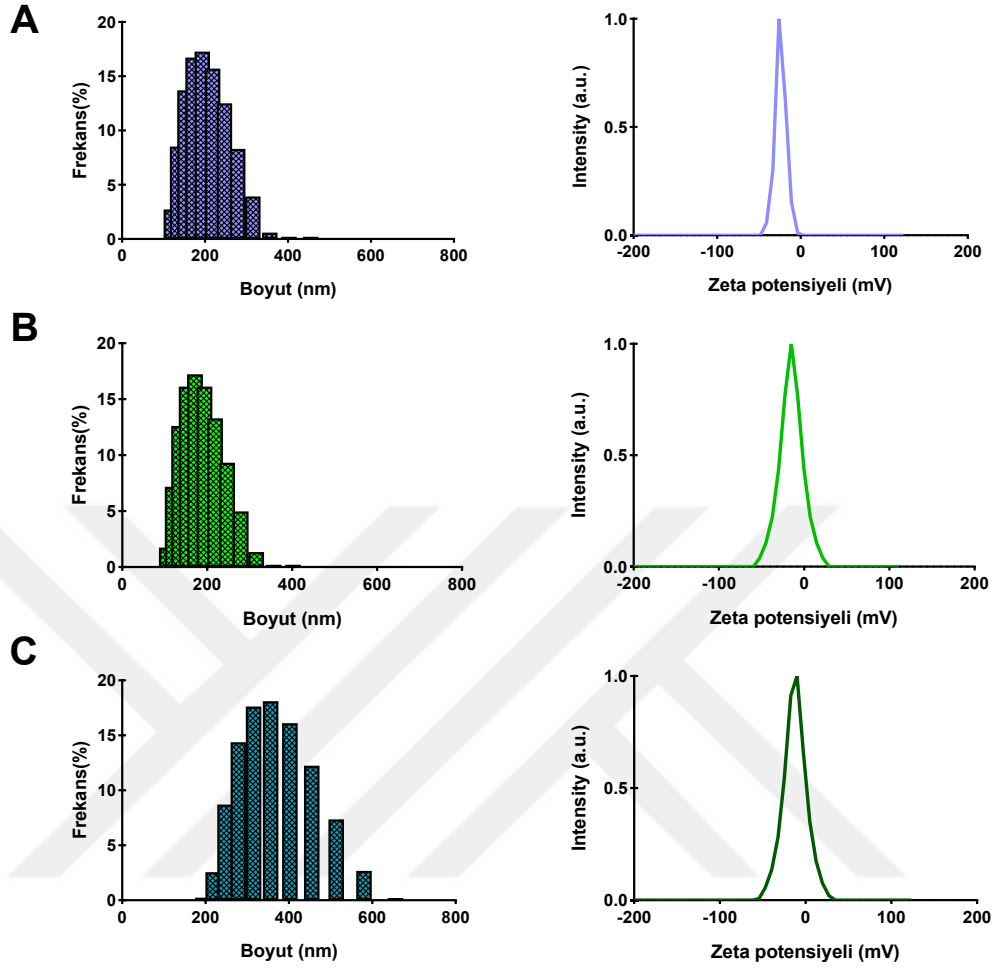 A
Frekans(%)
20
15
10
5
0
0 200 400 600 800
Boyut (nm)
Intensity (a.u.)
1.0
0.5
0.0
-200 -100 0 100 200
Zeta potensiyeli (mV)
B
Frekans(%)
20
15
10
5
0
0 200 400 600 800
Boyut (nm)
Intensity (a.u.)
1.0
0.5
0.0
-200 -100 0 100 200
Zeta potensiyeli (mV)
C
Frekans(%)
20
15
10
5
0
0 200 400 600 800
Boyut (nm)
Intensity (a.u.)
1.0
0.5
0.0
-200 -100 0 100 200
Zeta potensiyeli (mV)